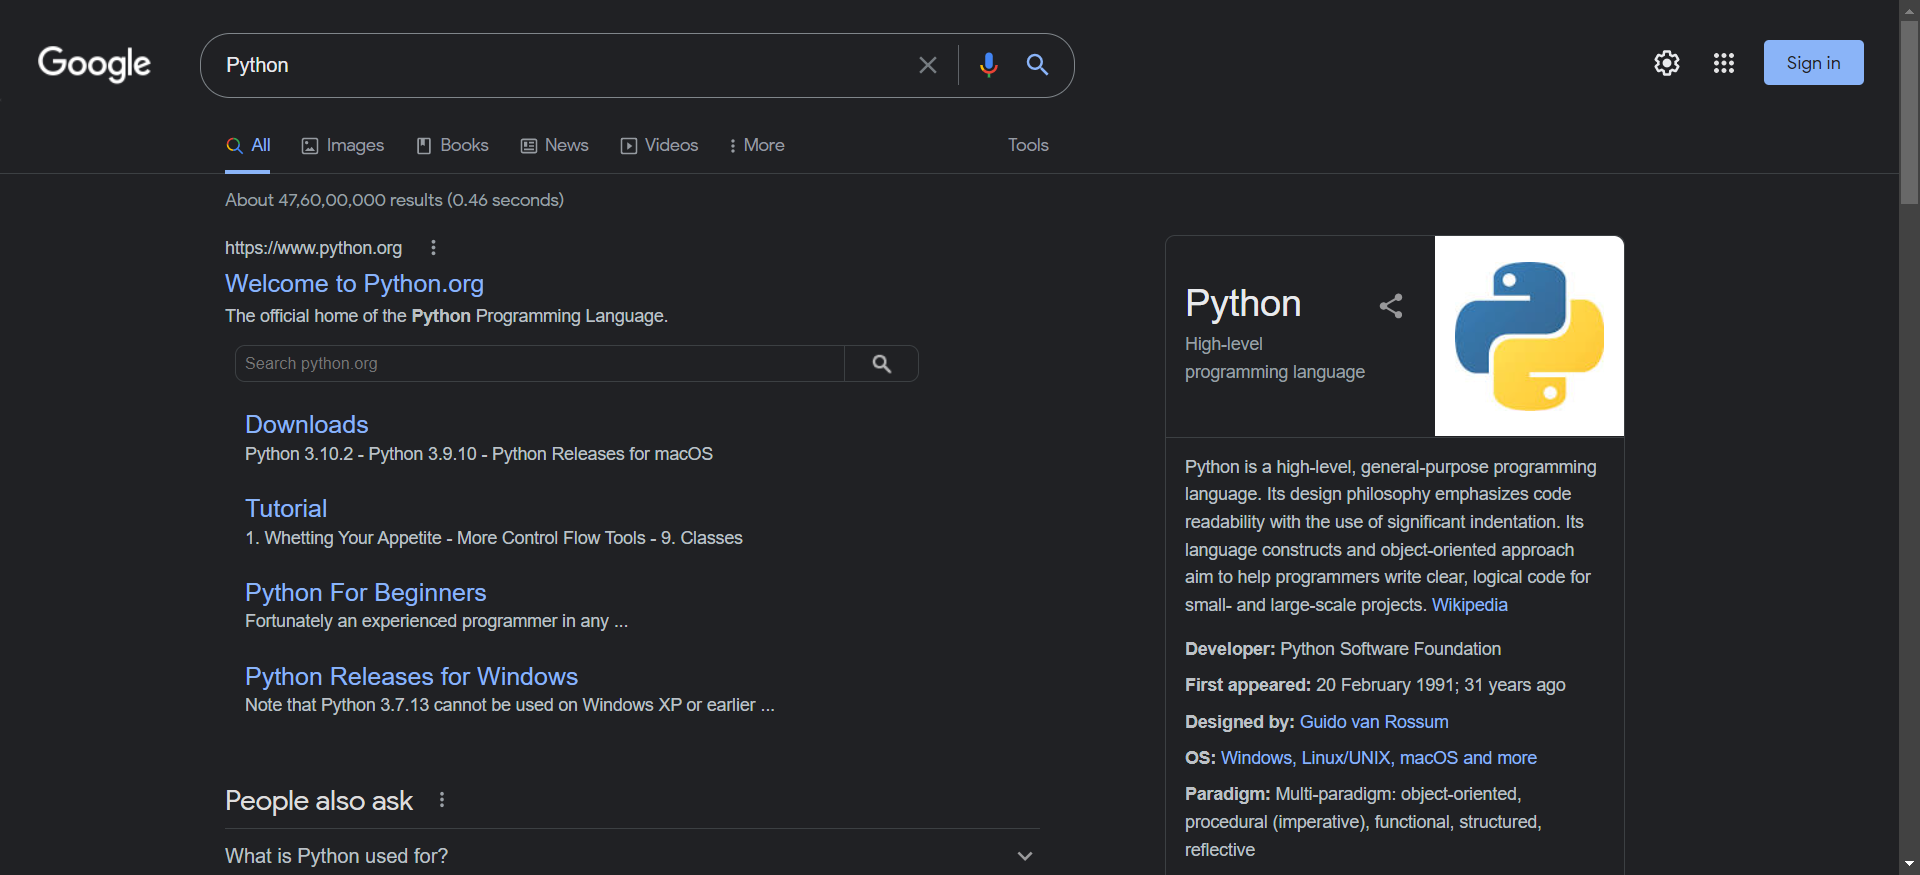 Google
Python
Sign in
All Images Books News Videos More Tools
About 47,60,00,000 results (0.46 seconds)
https://www.python.org
Welcome to Python.org
The official home of the Python Programming Language.
Search python.org
Downloads
Python 3.10.2 - Python 3.9.10 - Python Releases for macOS
Tutorial
1. Whetting Your Appetite - More Control Flow Tools - 9. Classes
Python For Beginners
Fortunately an experienced programmer in any ...
Python Releases for Windows
Note that Python 3.7.13 cannot be used on Windows XP or earlier ...
People also ask
What is Python used for?
Python
High-level
programming language
Python is a high-level, general-purpose programming
language. Its design philosophy emphasizes code
readability with the use of significant indentation. Its
language constructs and object-oriented approach
aim to help programmers write clear, logical code for
small- and large-scale projects. Wikipedia
Developer: Python Software Foundation
First appeared: 20 February 1991; 31 years ago
Designed by: Guido van Rossum
OS: Windows, Linux/UNIX, macOS and more
Paradigm: Multi-paradigm: object-oriented,
procedural (imperative), functional, structured,
reflective